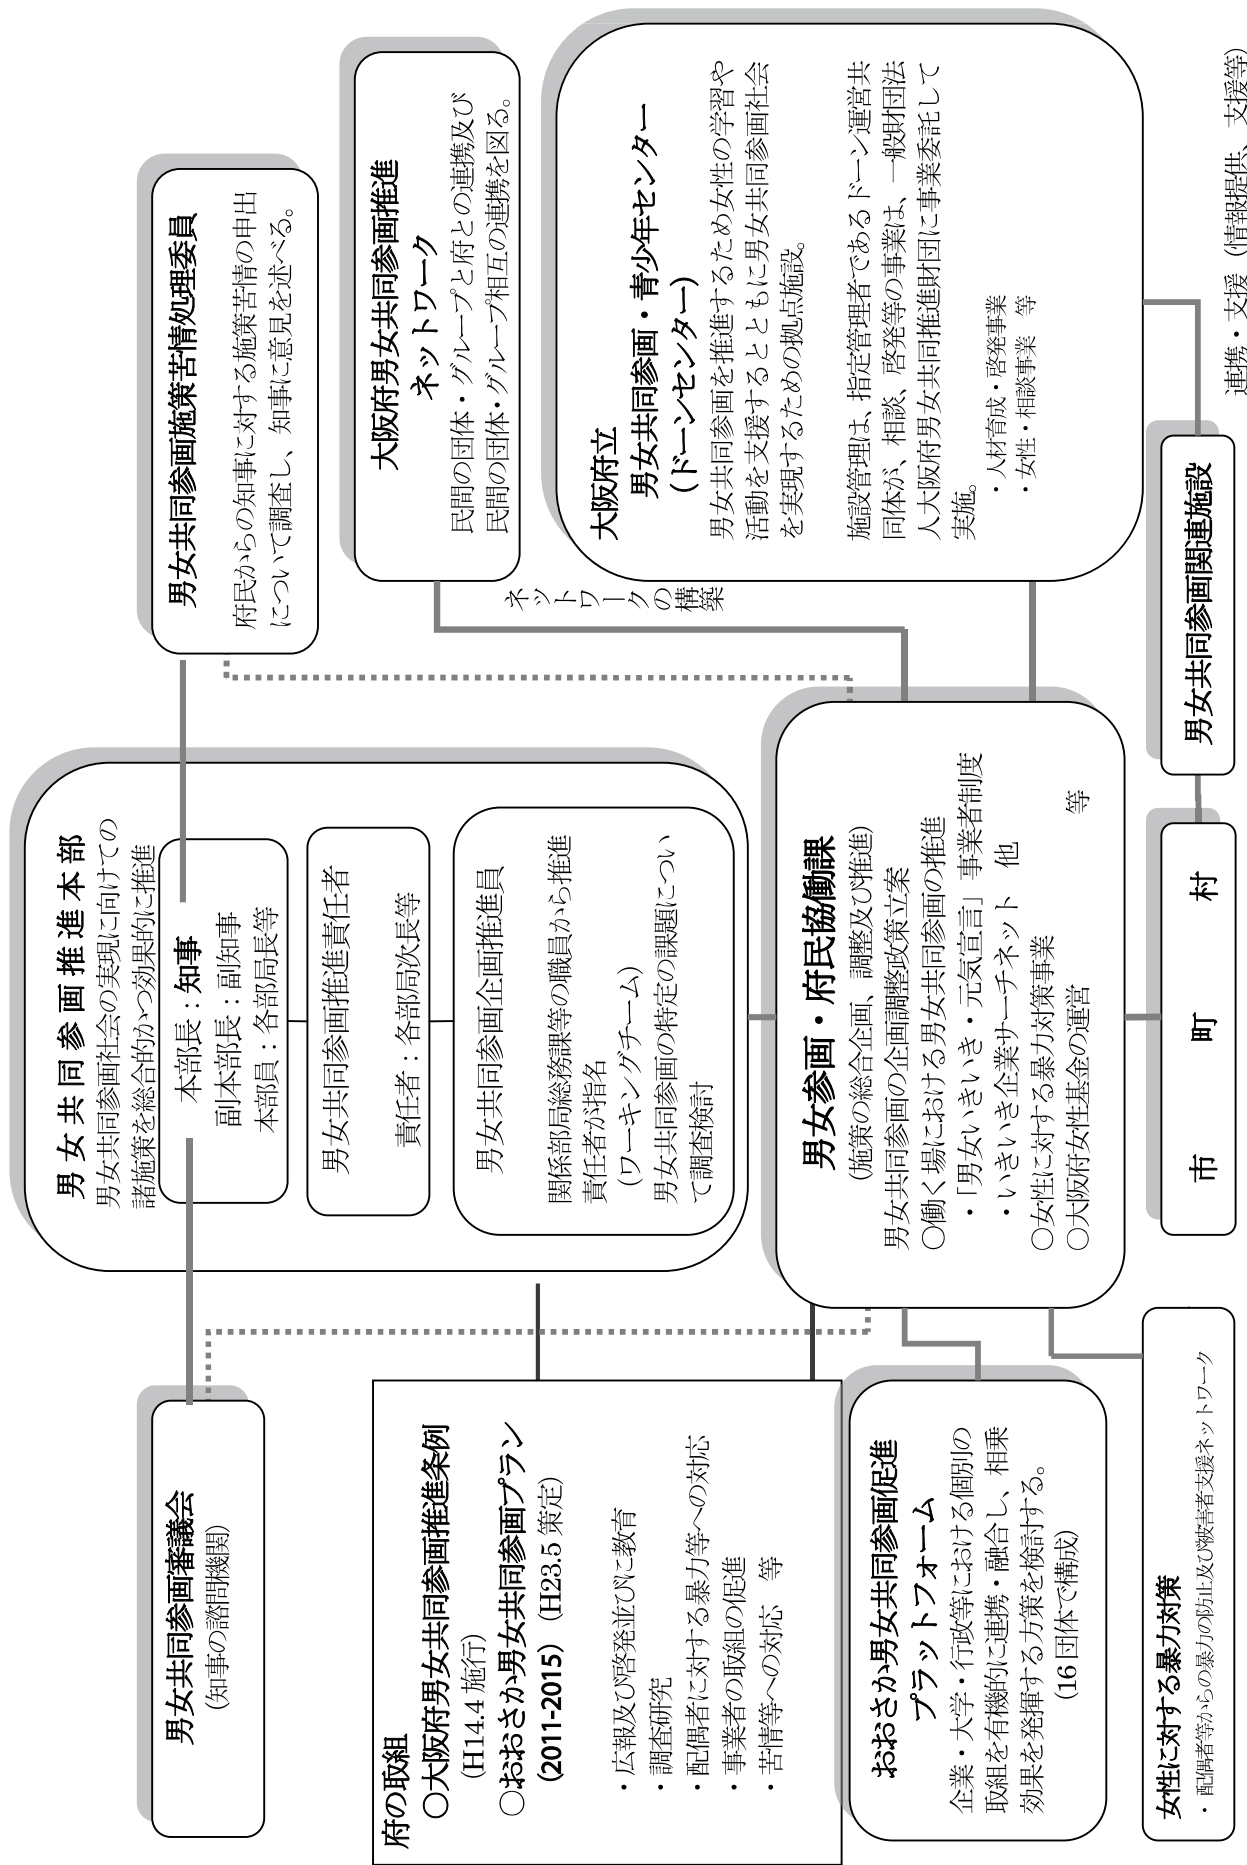 男女共同参画審議会
(知事の諮問機関)
男女共同参画推進本部
男女共同参画社会の実現に向けての
諸施策を総合的かつ効果的に推進
本部長：知事
副本部長：副知事
本部員：各部局長等
男女共同参画推進責任者
責任者：各部局次長等
男女共同参画企画推進員
関係部局総務課等の職員から推進
責任者が指名
(ワーキングチーム)
男女共同参画の特定の課題につい
て調査検討
男女共同参画施策苦情処理委員
府民からの知事に対する施策苦情の申出
について調査し、知事に意見を述べる。
府の取組
○大阪府男女共同参画推進条例
(H14.4 施行)
○おおさか男女共同参画プラン
(2011-2015)（H23.5 策定)
・広報及び啓発並びに教育
・調査研究
・配偶者に対する暴力等への対応
・事業者の取組の促進
・苦情等への対応　等
大阪府男女共同参画推進
ネットワーク
民間の団体・グループと府との連携及び
民間の団体・グループ相互の連携を図る。
ネットワークの構築
大阪府立
男女共同参画・青少年センター
(ドーンセンター)
男女共同参画を推進するため女性の学習や
活動を支援するとともに男女共同参画社会
を実現するための拠点施設。
施設管理は、指定管理者であるドーン運営共
同体が、相談、啓発等の事業は、一般財団法
人大阪府男女共同推進財団に事業委託して
実施。
・人材育成・啓発事業
・女性・相談事業　等
男女参画・府民協働課
(施策の総合企画、調整及び推進)
男女共同参画の企画調整政策立案
○働く場における男女共同参画の推進
・「男女いきいき・元気宣言」事業者制度
・いきいき企業サーチネット　他
○女性に対する暴力対策事業
○大阪府女性基金の運営　等
おおさか男女共同参画促進
プラットフォーム
企業・大学・行政等における個別の
取組を有機的に連携・融合し、相乗
効果を発揮する方策を検討する。
(16 団体で構成)
女性に対する暴力対策
・配偶者等からの暴力の防止及び被害者支援ネットワーク
市　町　村
男女共同参画関連施設
連携・支援（情報提供、支援等)